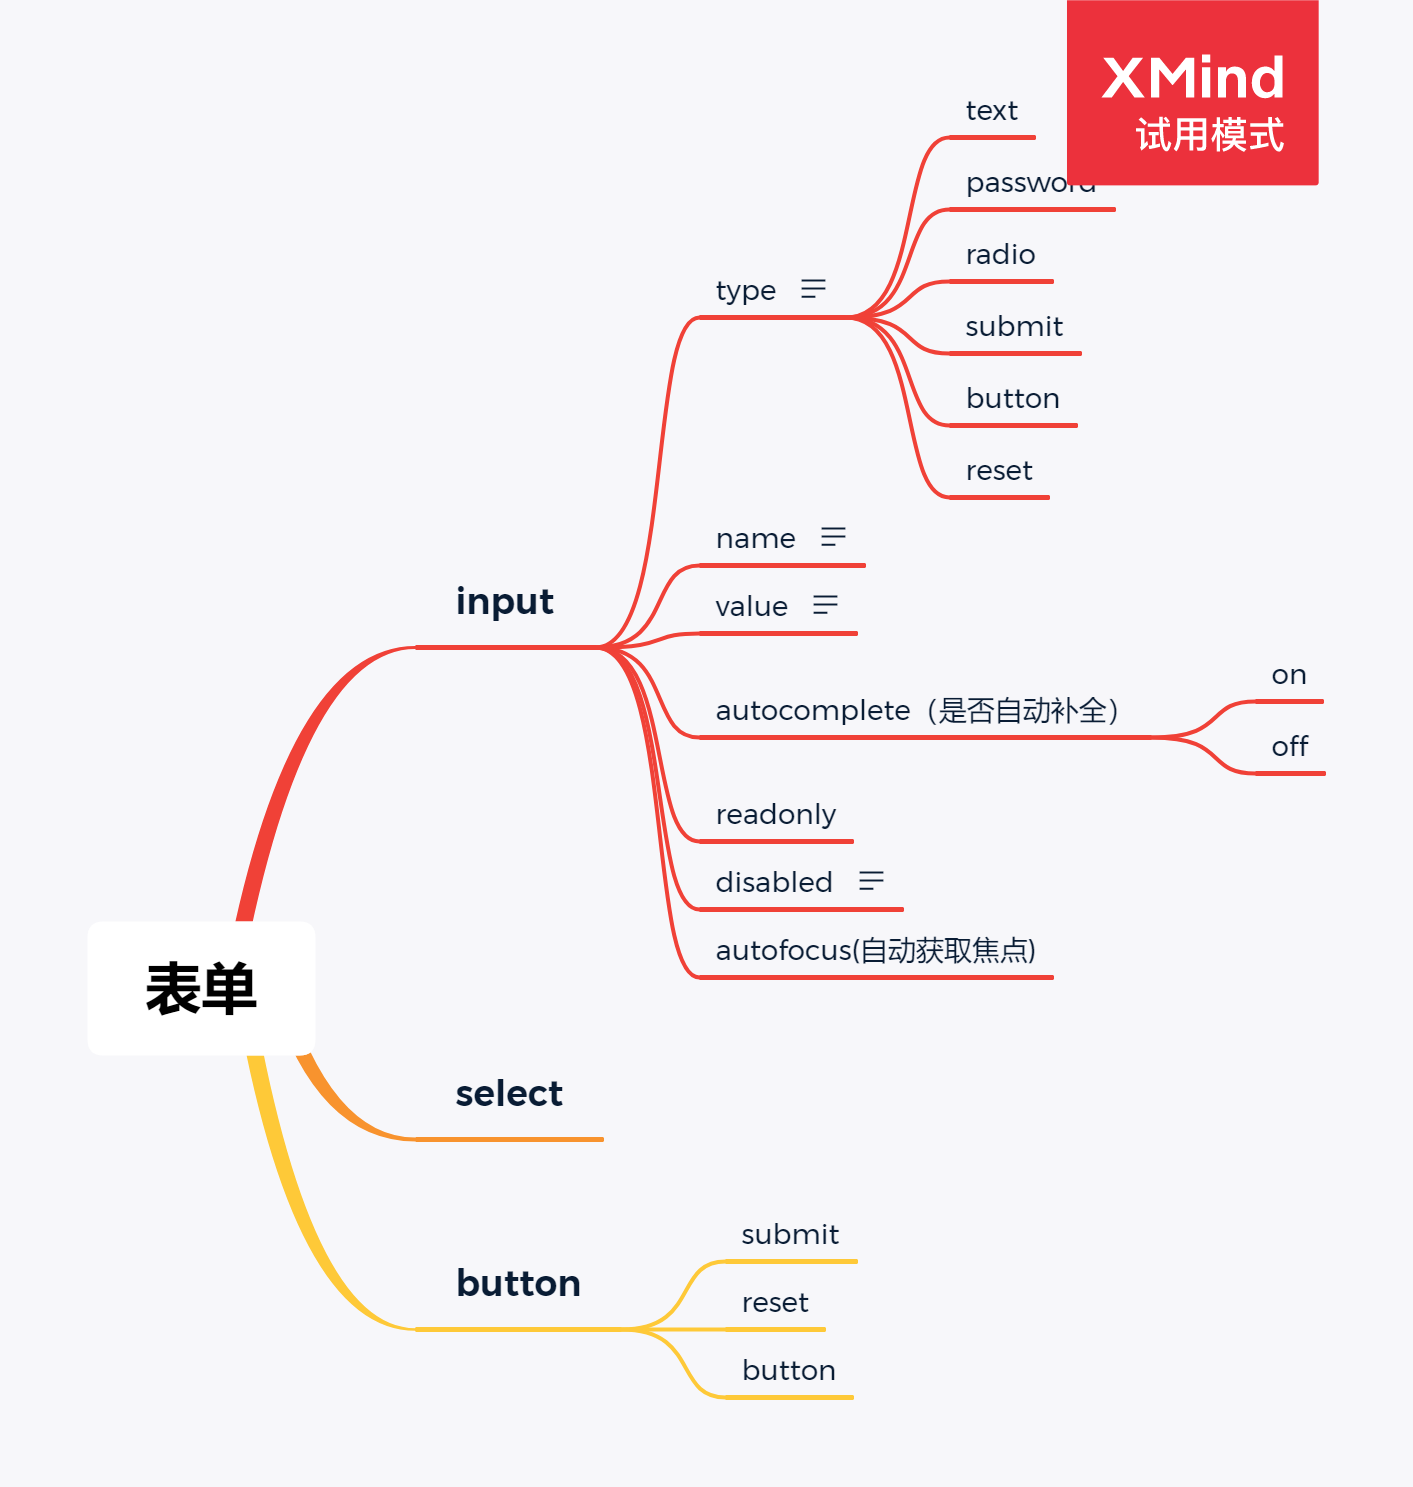 XMind
试用模式
text
password
radio
type
submit
button
reset
name
input
value
on
autocomplete（是否自动补全）
off
readonly
disabled
autofocus(自动获取焦点)
表单
select
submit
button
reset
button